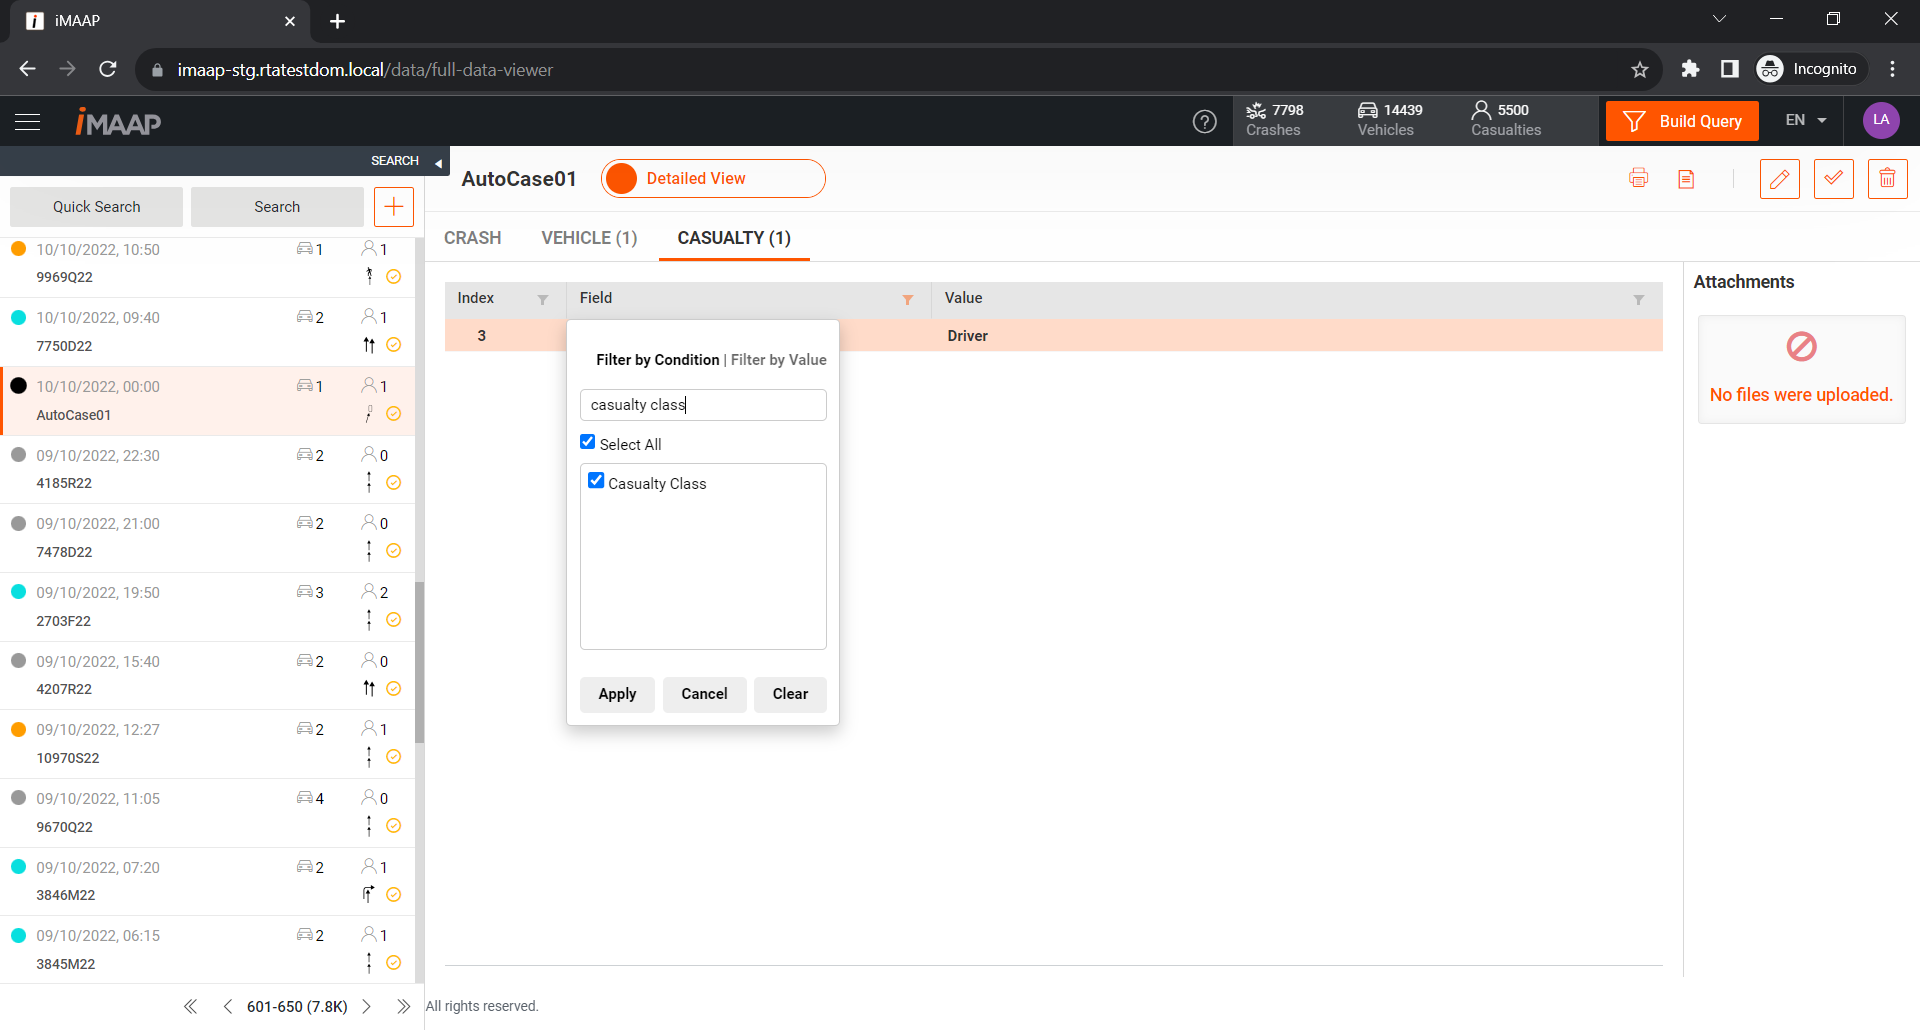 iMAAP
imaap-stg.rtatestdom.local/data/full-data-viewer
Incognito
iMAAP
7798
Crashes
14439
Vehicles
5500
Casualties
Build Query
EN
LA
SEARCH
Quick Search
Search
10/10/2022, 10:50 1 1
9969Q22
10/10/2022, 09:40 2 1
7750D22
10/10/2022, 00:00 1 1
AutoCase01
09/10/2022, 22:30 2 0
4185R22
09/10/2022, 21:00 2 0
7478D22
09/10/2022, 19:50 3 2
2703F22
09/10/2022, 15:40 2 0
4207R22
09/10/2022, 12:27 2 1
10970S22
09/10/2022, 11:05 4 0
9670Q22
09/10/2022, 07:20 2 1
3846M22
09/10/2022, 06:15 2 1
3845M22
601-650 (7.8K)
AutoCase01
Detailed View
CRASH VEHICLE (1) CASUALTY (1)
Index Field Value
3 Driver
Filter by Condition | Filter by Value
casualty class
Select All
Casualty Class
Apply Cancel Clear
Attachments
No files were uploaded.
All rights reserved.